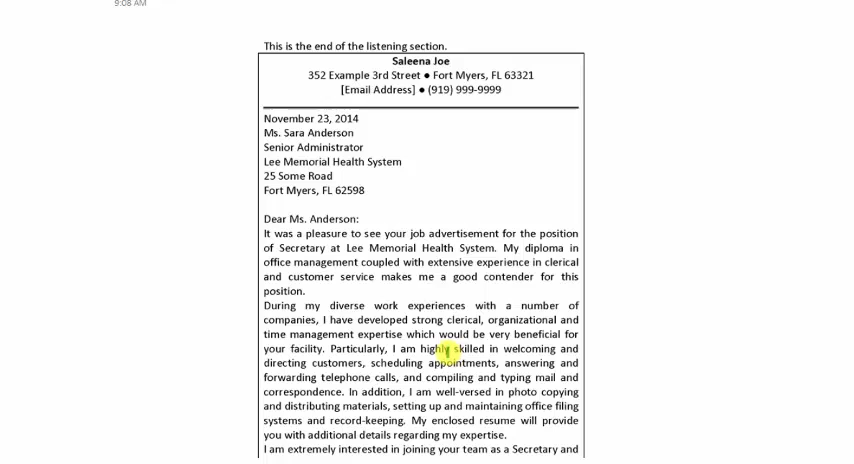 9:08 AM
This is the end of the listening section.
Saleena Joe
352 Example 3rd Street ● Fort Myers, FL 63321
[Email Address] ● (919) 999-9999
November 23, 2014
Ms. Sara Anderson
Senior Administrator
Lee Memorial Health System
25 Some Road
Fort Myers, FL 62598
Dear Ms. Anderson:
It was a pleasure to see your job advertisement for the position
of Secretary at Lee Memorial Health System. My diploma in
office management coupled with extensive experience in clerical
and customer service makes me a good contender for this
position.
During my diverse work experiences with a number of
companies, I have developed strong clerical, organizational and
time management expertise which would be very beneficial for
your facility. Particularly, I am highly skilled in welcoming and
directing customers, scheduling appointments, answering and
forwarding telephone calls, and compiling and typing mail and
correspondence. In addition, I am well-versed in photo copying
and distributing materials, setting up and maintaining office filing
systems and record-keeping. My enclosed resume will provide
you with additional details regarding my expertise.
I am extremely interested in joining your team as a Secretary and